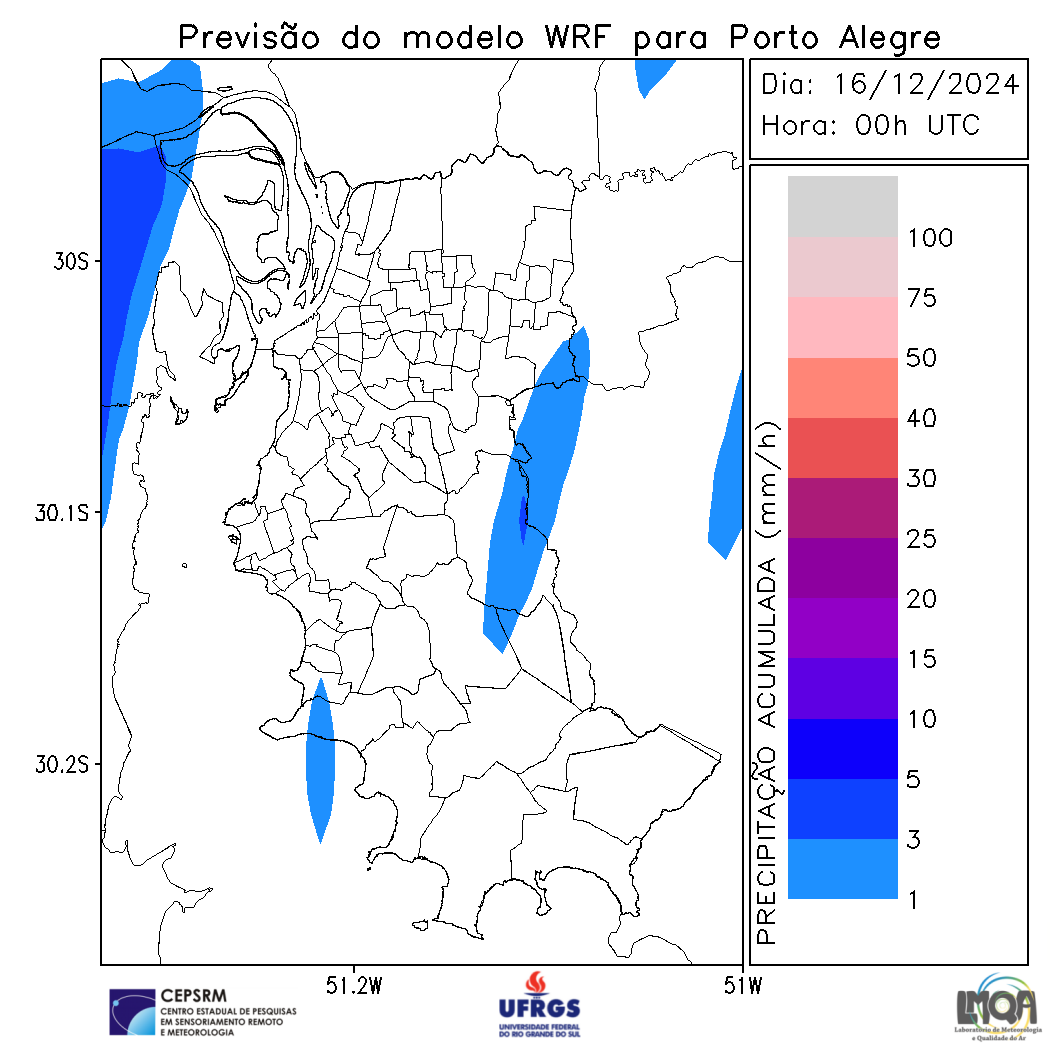 Previsão do modelo WRF para Porto Alegre
Dia: 16/12/2024
Hora: 00h UTC
30S
30.1S
30.2S
51.2W
51W
PRECIPITAÇÃO ACUMULADA (mm/h)
100
75
50
40
30
25
20
15
10
5
3
1
CEPSRM
CENTRO ESTADUAL DE PESQUISAS
EM SENSORIAMENTO REMOTO
E METEOROLOGIA
UFRGS
UNIVERSIDADE FEDERAL
DO RIO GRANDE DO SUL
LMQA
Laboratório de Meteorologia
e Qualidade do Ar